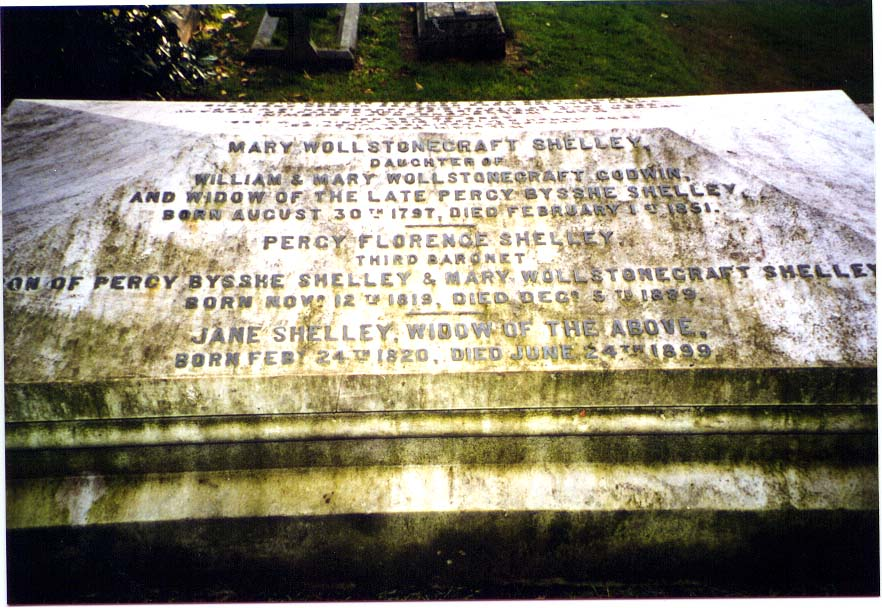 MARY WOLLSTONECRAFT SHELLEY,
DAUGHTER OF
WILLIAM & MARY WOLLSTONECRAFT GODWIN,
AND WIDOW OF THE LATE PERCY BYSSHE SHELLEY,
BORN AUGUST 30TH 1797, DIED FEBRUARY 1ST 1851.
PERCY FLORENCE SHELLEY,
THIRD BARONET
ON OF PERCY BYSSHE SHELLEY & MARY WOLLSTONECRAFT SHELLEY
BORN NOVR 12TH 1819, DIED DECR 5TH 1889.
JANE SHELLEY, WIDOW OF THE ABOVE,
BORN FEBY 24TH 1820, DIED JUNE 24TH 1899.